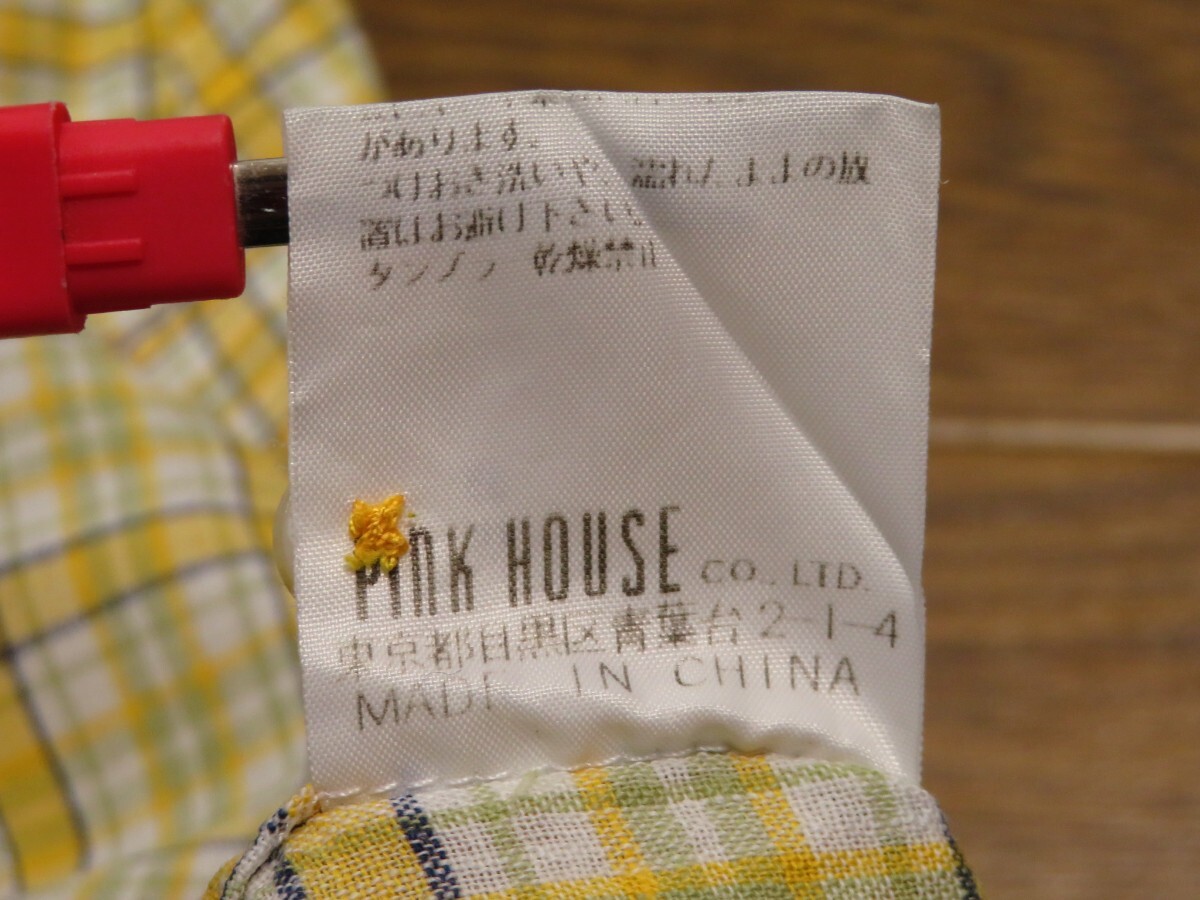 があります。
つけおき洗いや、濡れたままの放
置はお避け下さい。
タンブラー乾燥禁止
PINK HOUSE CO., LTD.
東京都目黒区青葉台2-1-4
MADE IN CHINA